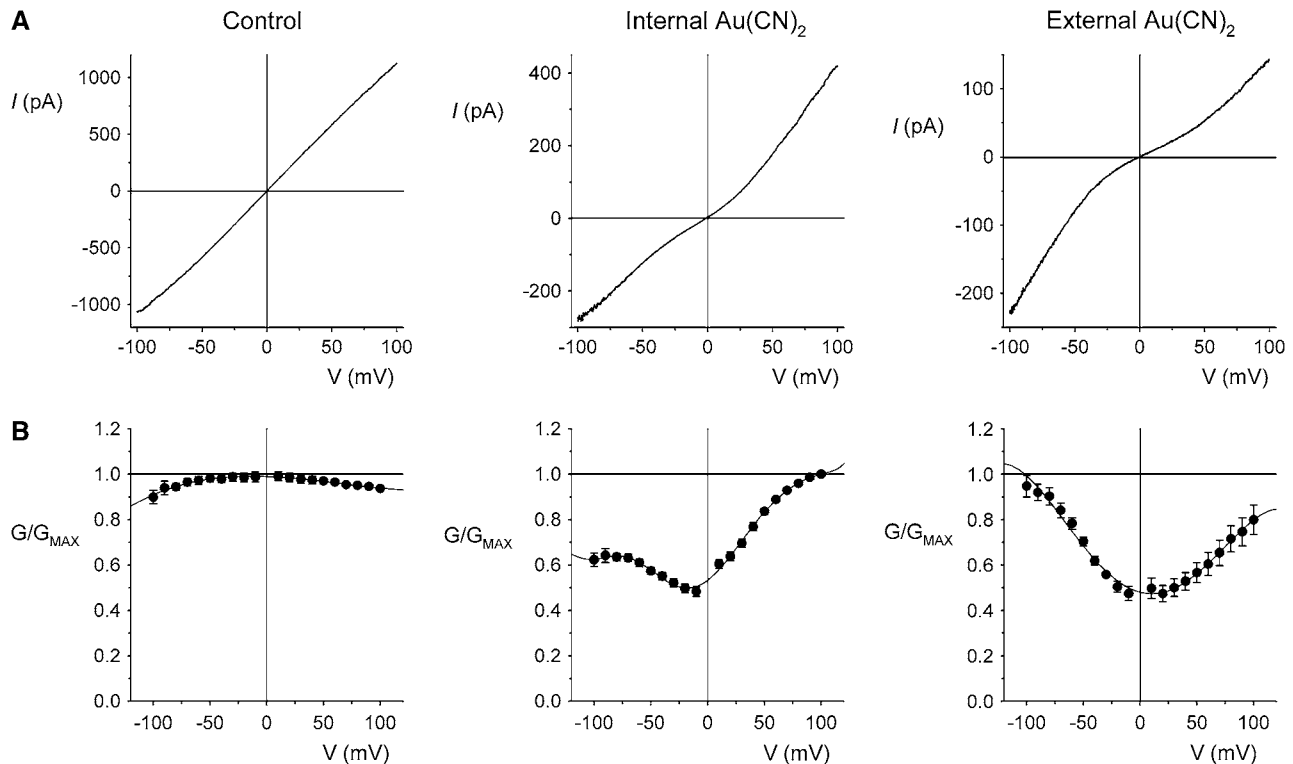 A
Control
Internal Au(CN)2
External Au(CN)2
I (pA)
1000
500
0
-500
-1000
-100 -50 0 50 100
V (mV)
I (pA)
400
200
0
-200
-100 -50 0 50 100
V (mV)
I (pA)
100
0
-100
-200
-100 -50 0 50 100
V (mV)
B
G/GMAX
1.2
1.0
0.8
0.6
0.4
0.2
0.0
-100 -50 0 50 100
V (mV)
G/GMAX
1.2
1.0
0.8
0.6
0.4
0.2
0.0
-100 -50 0 50 100
V (mV)
G/GMAX
1.2
1.0
0.8
0.6
0.4
0.2
0.0
-100 -50 0 50 100
V (mV)